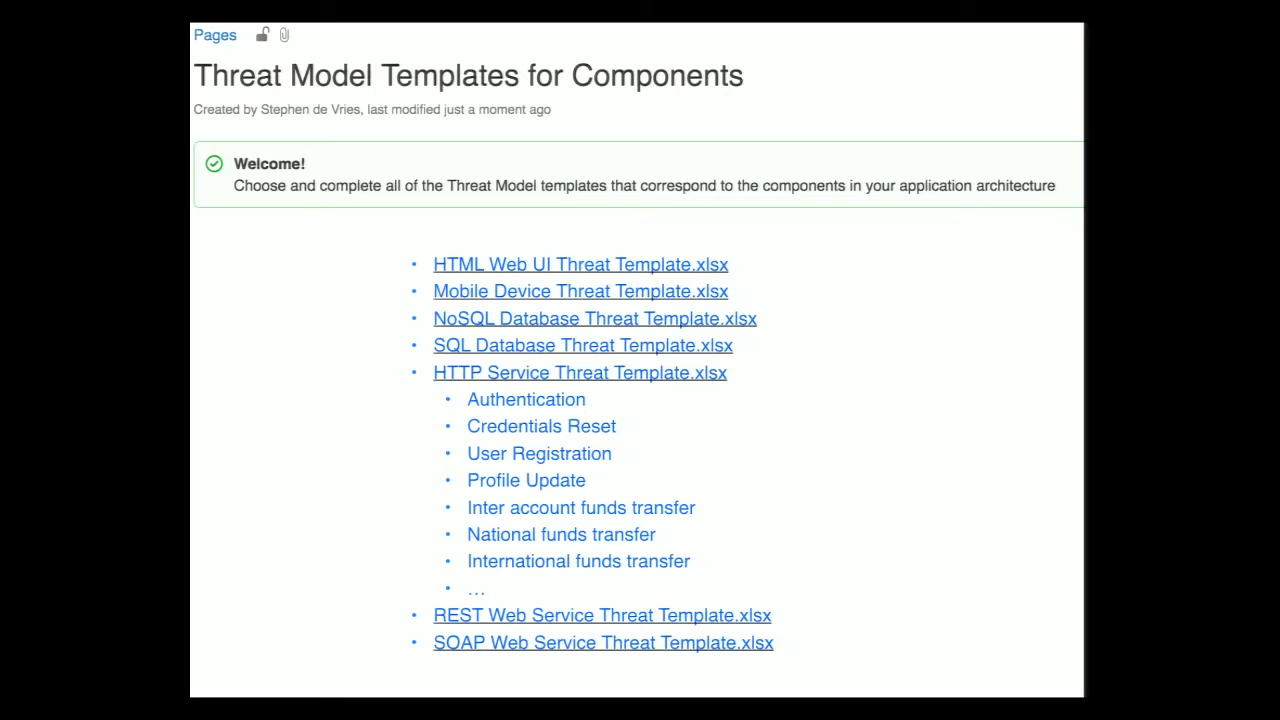 Pages
Threat Model Templates for Components
Created by Stephen de Vries, last modified just a moment ago
Welcome!
Choose and complete all of the Threat Model templates that correspond to the components in your application architecture
• HTML Web UI Threat Template.xlsx
• Mobile Device Threat Template.xlsx
• NoSQL Database Threat Template.xlsx
• SQL Database Threat Template.xlsx
• HTTP Service Threat Template.xlsx
• Authentication
• Credentials Reset
• User Registration
• Profile Update
• Inter account funds transfer
• National funds transfer
• International funds transfer
• …
• REST Web Service Threat Template.xlsx
• SOAP Web Service Threat Template.xlsx